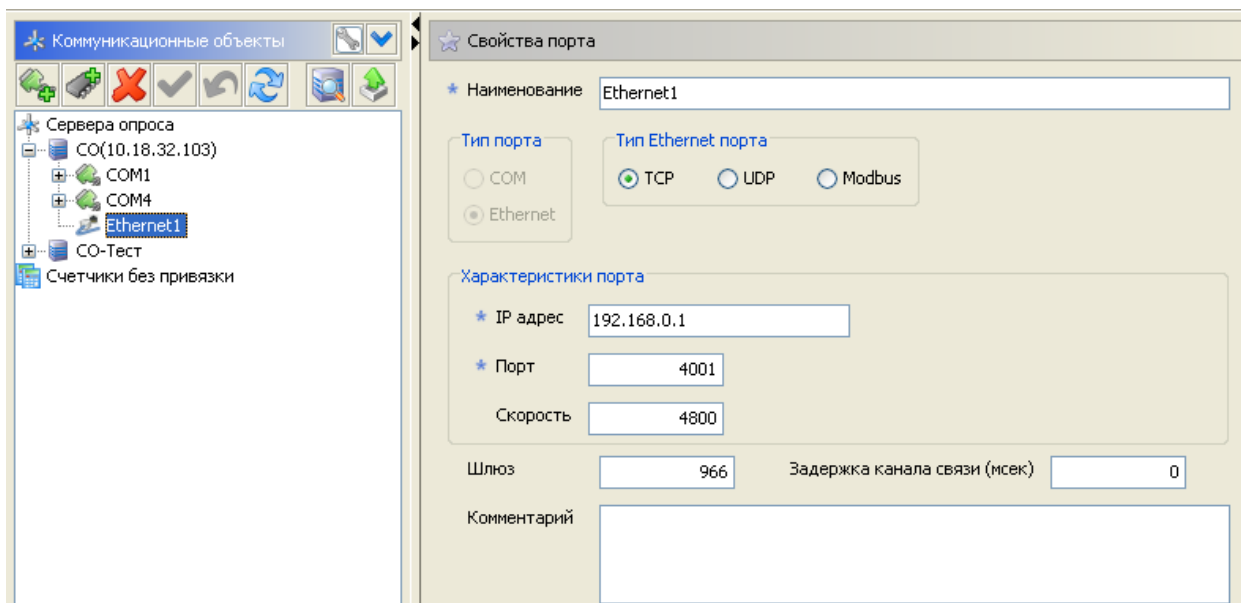 Коммуникационные объекты
Сервера опроса
СО(10.18.32.103)
COM1
COM4
Ethernet1
СО-Тест
Счетчики без привязки
Свойства порта
* Наименование Ethernet1
Тип порта
COM
Ethernet
Тип Ethernet порта
TCP UDP Modbus
Характеристики порта
* IP адрес 192.168.0.1
* Порт 4001
Скорость 4800
Шлюз 966 Задержка канала связи (мсек) 0
Комментарий